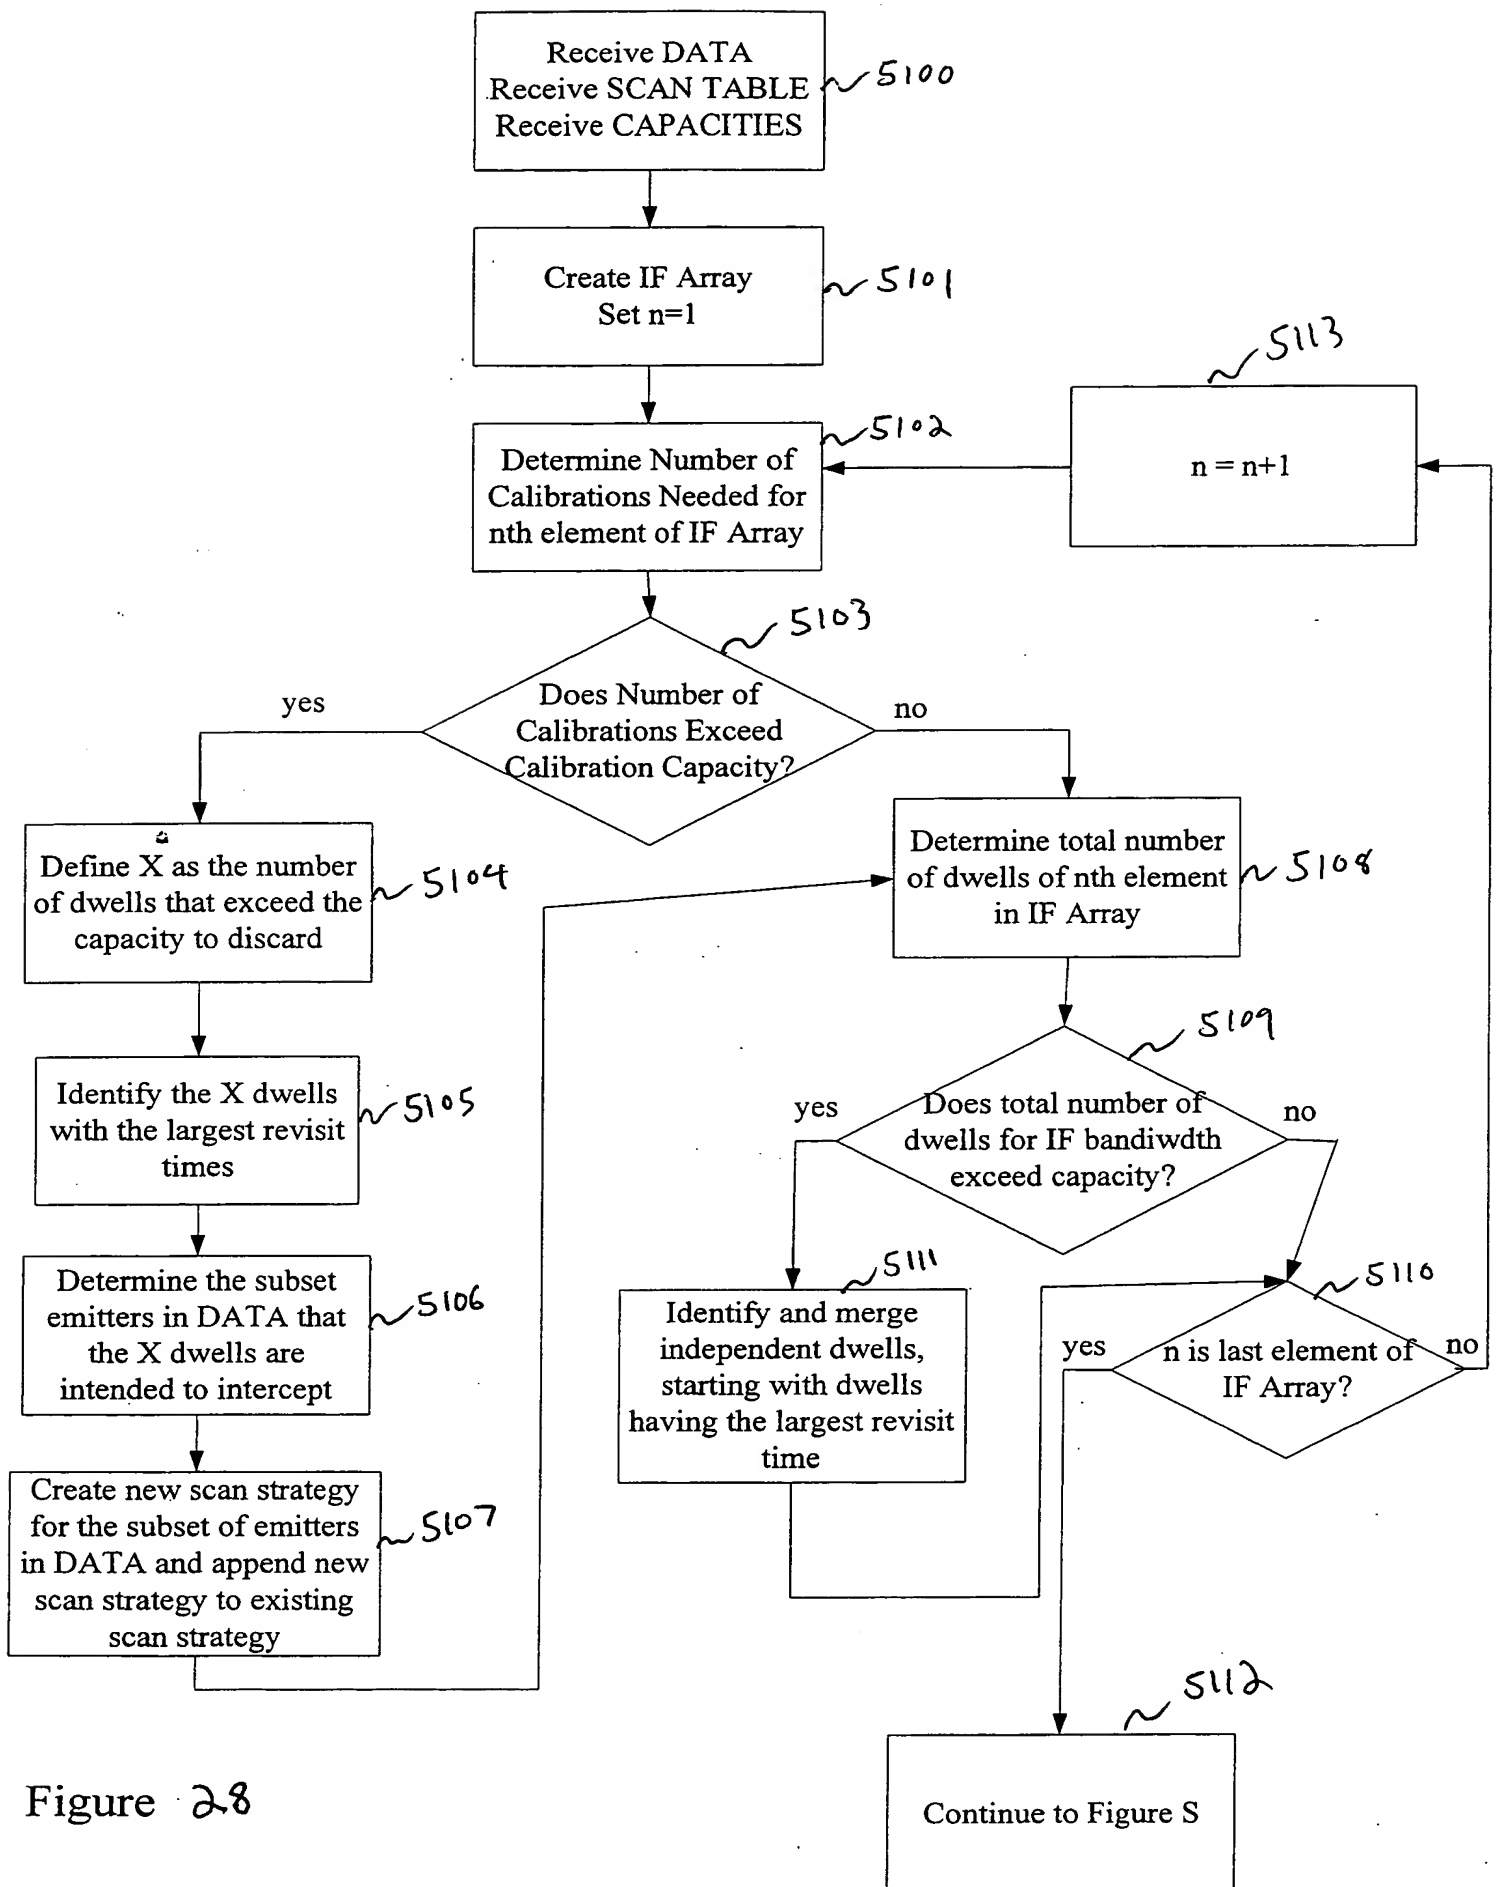 Receive DATA
Receive SCAN TABLE
Receive CAPACITIES
5100
Create IF Array
Set n=1
5101
5113
n = n+1
5102
Determine Number of
Calibrations Needed for
nth element of IF Array
5103
Does Number of
Calibrations Exceed
Calibration Capacity?
yes
no
Define X as the number
of dwells that exceed the
capacity to discard
5104
Determine total number
of dwells of nth element
in IF Array
5108
Identify the X dwells
with the largest revisit
times
5105
5109
Does total number of
dwells for IF bandiwdth
exceed capacity?
yes
no
Determine the subset
emitters in DATA that
the X dwells are
intended to intercept
5106
5111
Identify and merge
independent dwells,
starting with dwells
having the largest revisit
time
5110
n is last element of
IF Array?
yes
no
Create new scan strategy
for the subset of emitters
in DATA and append new
scan strategy to existing
scan strategy
5107
5112
Continue to Figure S
Figure 28